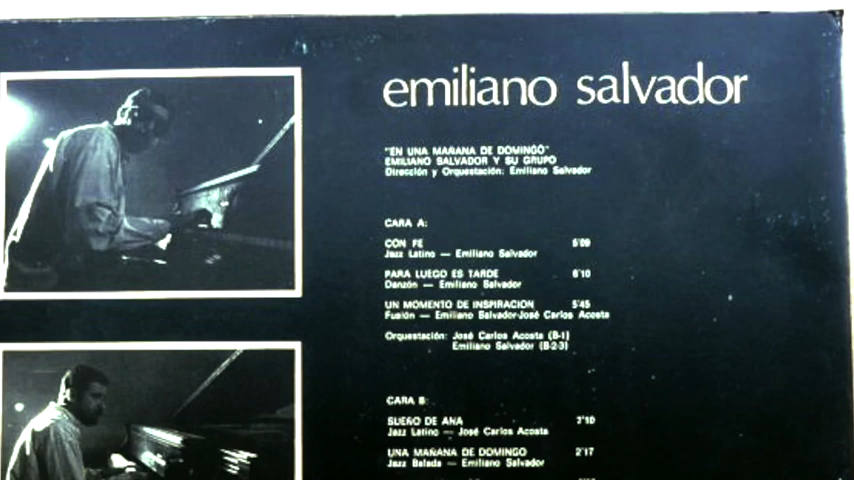 emiliano salvador
"EN UNA MAÑANA DE DOMINGO"
EMILIANO SALVADOR Y SU GRUPO
Dirección y Orquestación: Emiliano Salvador
CARA A:
CON FE 5'09
Jazz Latino — Emiliano Salvador
PARA LUEGO ES TARDE 6'10
Danzón — Emiliano Salvador
UN MOMENTO DE INSPIRACION 5'45
Fusión — Emiliano Salvador-José Carlos Acosta
Orquestación: José Carlos Acosta (B-1)
Emiliano Salvador (B-2-3)
CARA B:
SUEÑO DE ANA 7'10
Jazz Latino — José Carlos Acosta
UNA MAÑANA DE DOMINGO 2'17
Jazz Balada — Emiliano Salvador